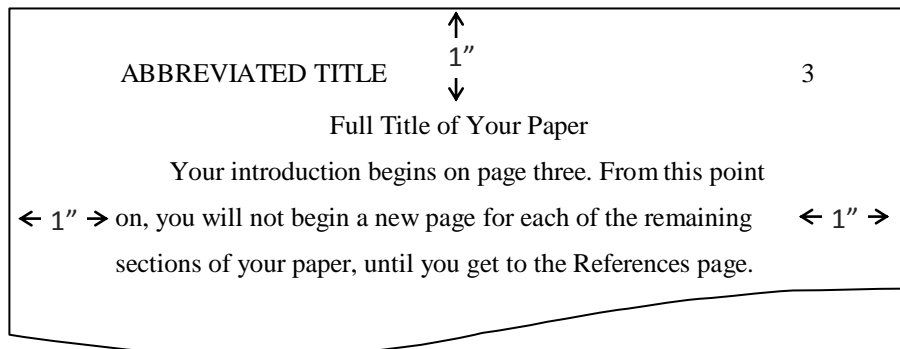 1”
ABBREVIATED TITLE 3
Full Title of Your Paper
Your introduction begins on page three. From this point
1” on, you will not begin a new page for each of the remaining 1”
sections of your paper, until you get to the References page.